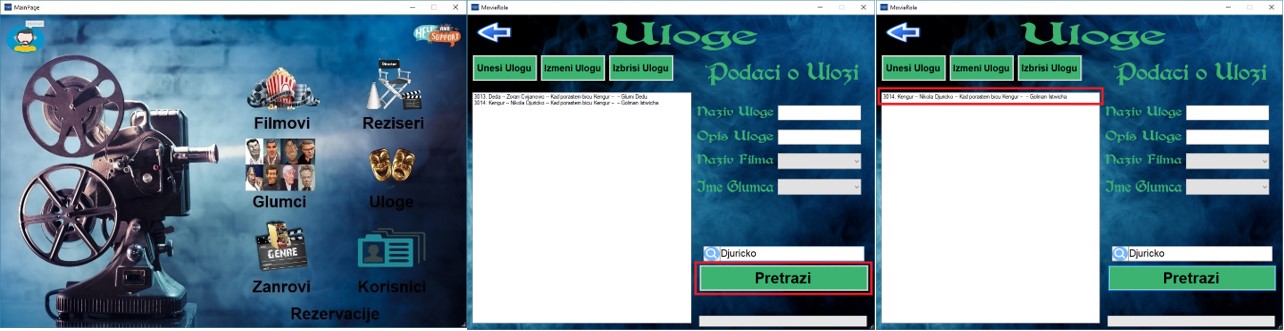 MainPage
HELP AND SUPPORT
Director
Filmovi
Reziseri
Glumci
Uloge
GENRE
Zanrovi
Korisnici
Rezervacije
MovieRole
Uloge
Unesi Ulogu
Izmeni Ulogu
Izbrisi Ulogu
Podaci o Ulozi
3013. Deda -- Zoran Cvijanovic -- Kad porastem bicu Kengur -- -- Glumi Dedu
3014. Kengur -- Nikola Djuricko -- Kad porastem bicu Kengur -- -- Golman Istwicha
Naziv Uloge
Opis Uloge
Naziv Filma
Ime Glumca
Djuricko
Pretrazi
MovieRole
Uloge
Unesi Ulogu
Izmeni Ulogu
Izbrisi Ulogu
Podaci o Ulozi
3014. Kengur -- Nikola Djuricko -- Kad porastem bicu Kengur -- -- Golman Istwicha
Naziv Uloge
Opis Uloge
Naziv Filma
Ime Glumca
Djuricko
Pretrazi